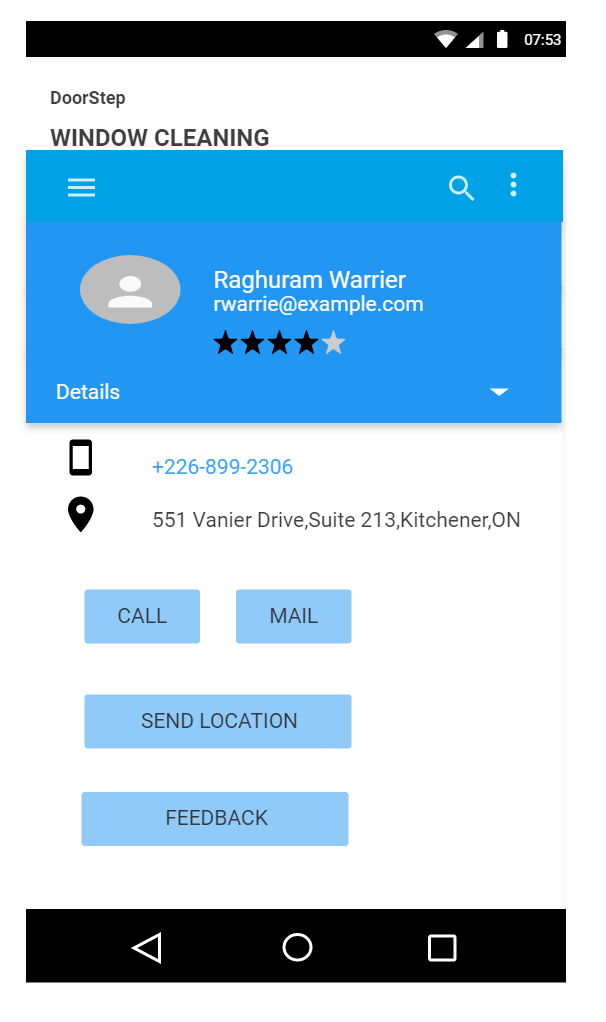 07:53
DoorStep
WINDOW CLEANING
Raghuram Warrier
rwarrie@example.com
Details
+226-899-2306
551 Vanier Drive,Suite 213,Kitchener,ON
CALL MAIL
SEND LOCATION
FEEDBACK